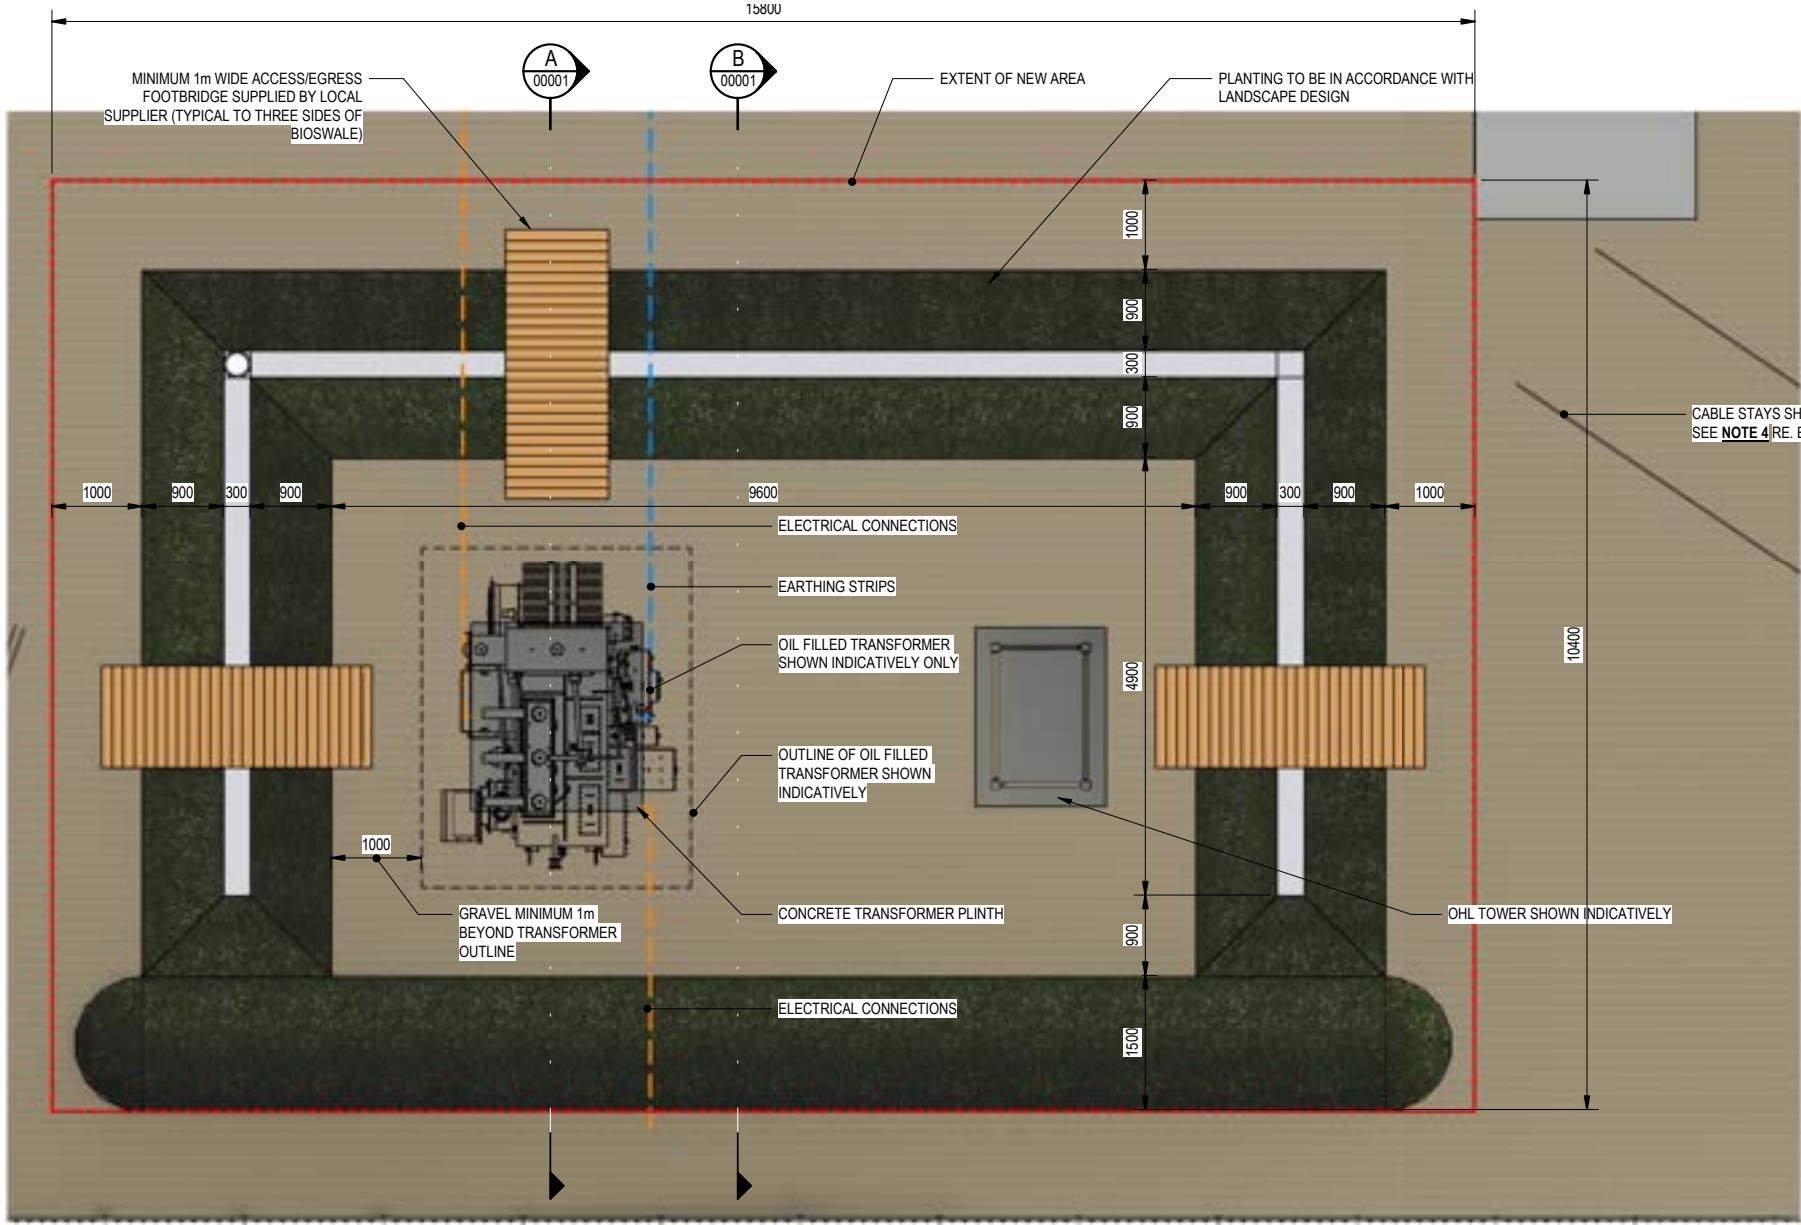 15800
A
00001
B
00001
MINIMUM 1m WIDE ACCESS/EGRESS
FOOTBRIDGE SUPPLIED BY LOCAL
SUPPLIER (TYPICAL TO THREE SIDES OF
BIOSWALE)
EXTENT OF NEW AREA
PLANTING TO BE IN ACCORDANCE WITH
LANDSCAPE DESIGN
1000
900
300
900
CABLE STAYS SH
SEE NOTE 4 RE. E
1000
900
300
900
9600
900
300
900
1000
ELECTRICAL CONNECTIONS
EARTHING STRIPS
OIL FILLED TRANSFORMER
SHOWN INDICATIVELY ONLY
4900
10400
OUTLINE OF OIL FILLED
TRANSFORMER SHOWN
INDICATIVELY
1000
GRAVEL MINIMUM 1m
BEYOND TRANSFORMER
OUTLINE
CONCRETE TRANSFORMER PLINTH
OHL TOWER SHOWN INDICATIVELY
900
ELECTRICAL CONNECTIONS
1500